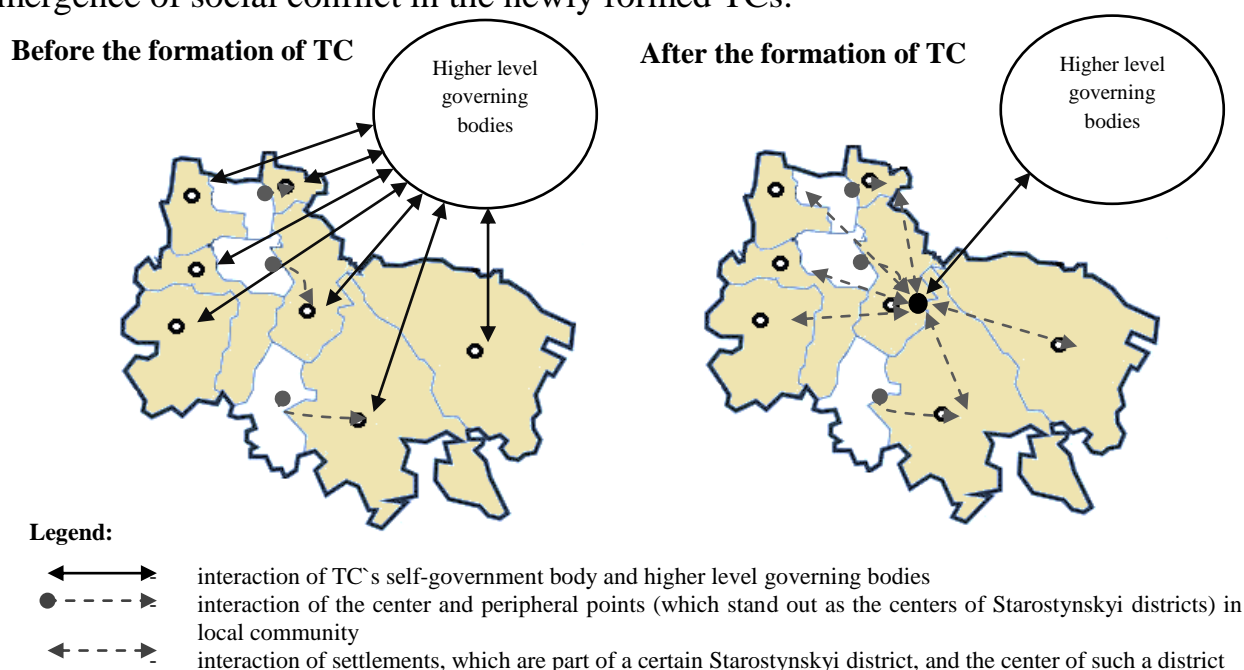 mergence of social conflict in the newly formed TCs.
Before the formation of TC
Higher level
governing
bodies
After the formation of TC
Higher level
governing
bodies
Legend:
interaction of TC`s self-government body and higher level governing bodies
interaction of the center and peripheral points (which stand out as the centers of Starostynskyi districts) in
local community
interaction of settlements, which are part of a certain Starostynskyi district, and the center of such a district